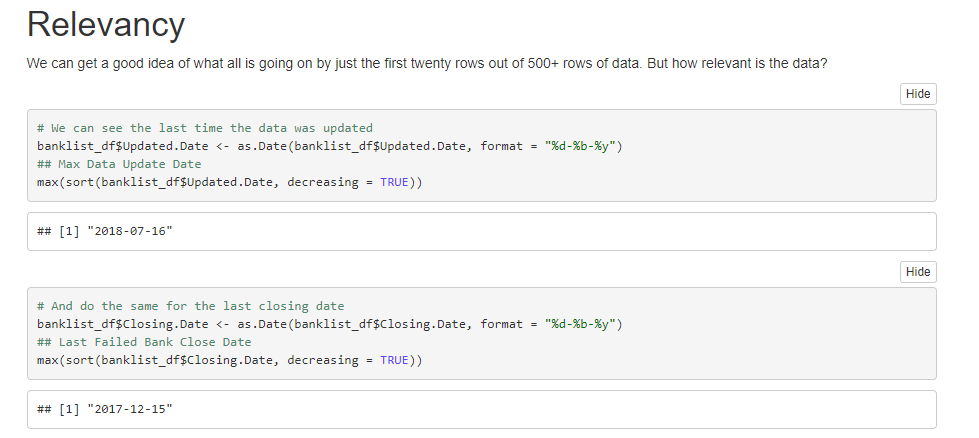 Relevancy
We can get a good idea of what all is going on by just the first twenty rows out of 500+ rows of data. But how relevant is the data?
Hide
# We can see the last time the data was updated
banklist_df$Updated.Date <- as.Date(banklist_df$Updated.Date, format = "%d-%b-%y")
## Max Data Update Date
max(sort(banklist_df$Updated.Date, decreasing = TRUE))
## [1] "2018-07-16"
Hide
# And do the same for the last closing date
banklist_df$Closing.Date <- as.Date(banklist_df$Closing.Date, format = "%d-%b-%y")
## Last Failed Bank Close Date
max(sort(banklist_df$Closing.Date, decreasing = TRUE))
## [1] "2017-12-15"